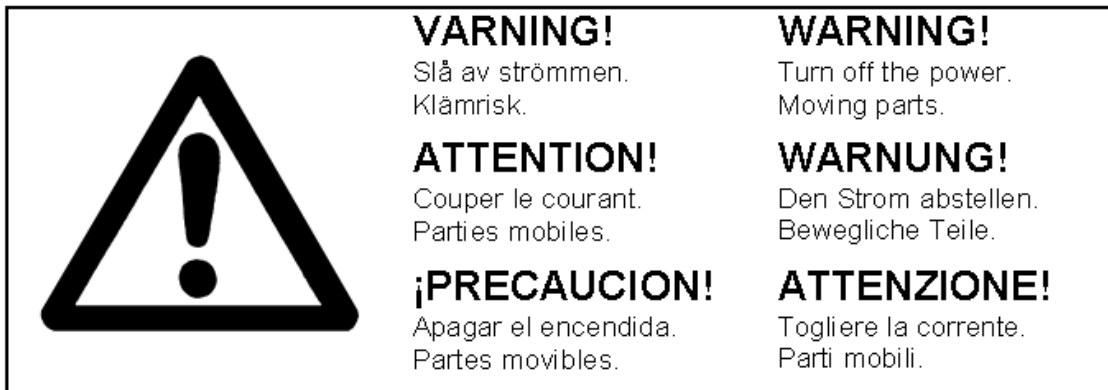 VARNING!
Slå av strömmen.
Klämrisk.
WARNING!
Turn off the power.
Moving parts.
ATTENTION!
Couper le courant.
Parties mobiles.
WARNUNG!
Den Strom abstellen.
Bewegliche Teile.
¡PRECAUCION!
Apagar el encendida.
Partes movibles.
ATTENZIONE!
Togliere la corrente.
Parti mobili.